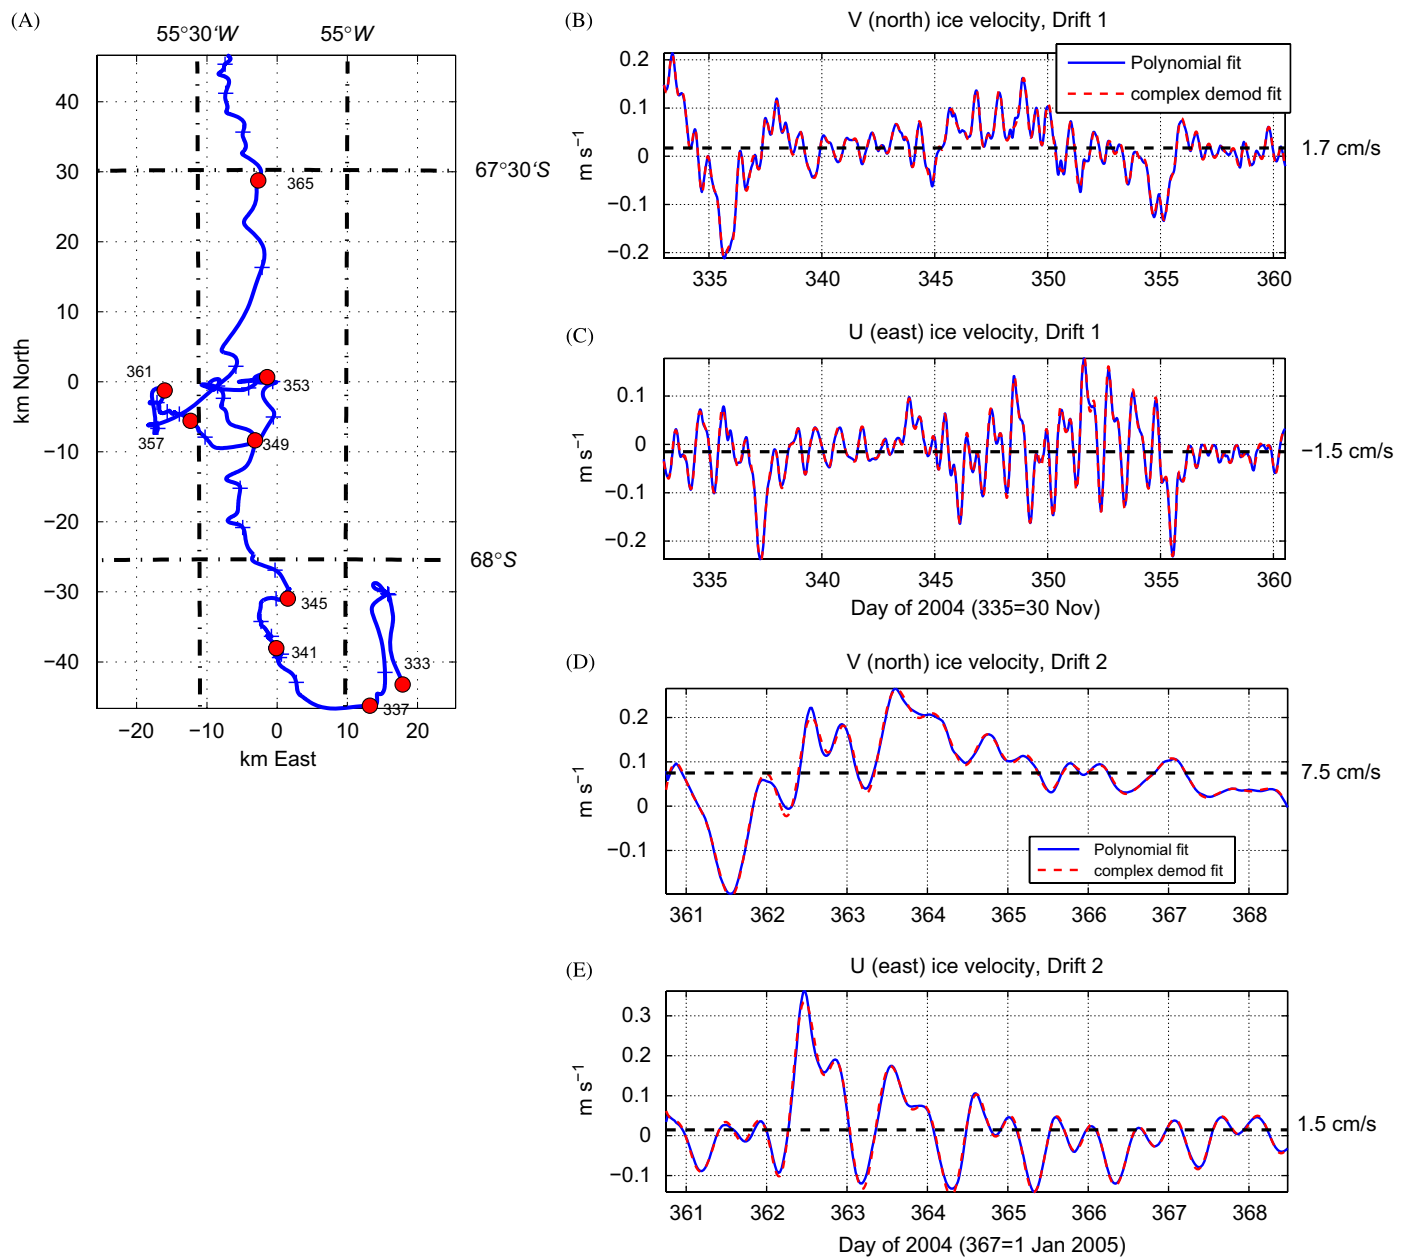 (A)
55°30‘W
55°W
40
30
20
10
0
−10
−20
−30
−40
km North
−20
−10
0
10
20
km East
67°30‘S
68°S
365
361
353
357
349
345
341
333
337
(B)
V (north) ice velocity, Drift 1
Polynomial fit
complex demod fit
0.2
0.1
0
−0.1
−0.2
m s⁻¹
1.7 cm/s
335
340
345
350
355
360
(C)
U (east) ice velocity, Drift 1
0.1
0
−0.1
−0.2
m s⁻¹
−1.5 cm/s
335
340
345
350
355
360
Day of 2004 (335=30 Nov)
(D)
V (north) ice velocity, Drift 2
0.2
0.1
0
−0.1
m s⁻¹
7.5 cm/s
Polynomial fit
complex demod fit
361
362
363
364
365
366
367
368
(E)
U (east) ice velocity, Drift 2
0.3
0.2
0.1
0
−0.1
m s⁻¹
1.5 cm/s
361
362
363
364
365
366
367
368
Day of 2004 (367=1 Jan 2005)